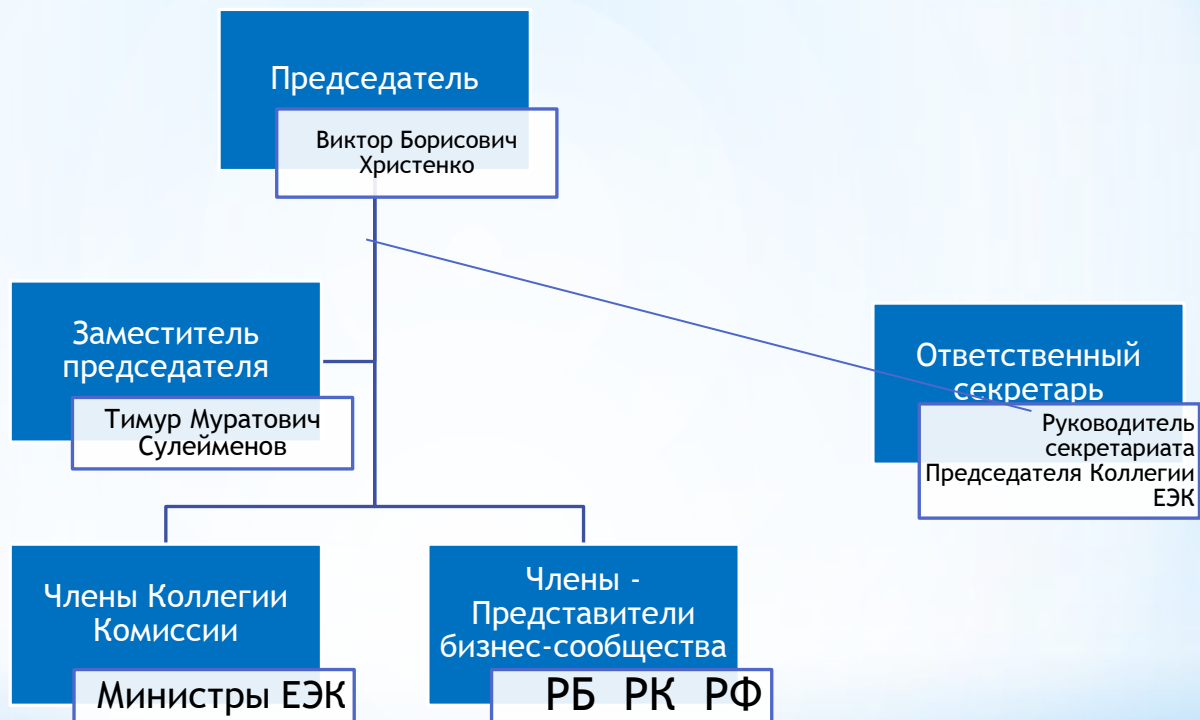 Председатель
Виктор Борисович
Христенко
Заместитель
председателя
Тимур Муратович
Сулейменов
Ответственный
секретарь
Руководитель
секретариата
Председателя Коллегии
ЕЭК
Члены Коллегии
Комиссии
Министры ЕЭК
Члены -
Представители
бизнес-сообщества
РБ РК РФ